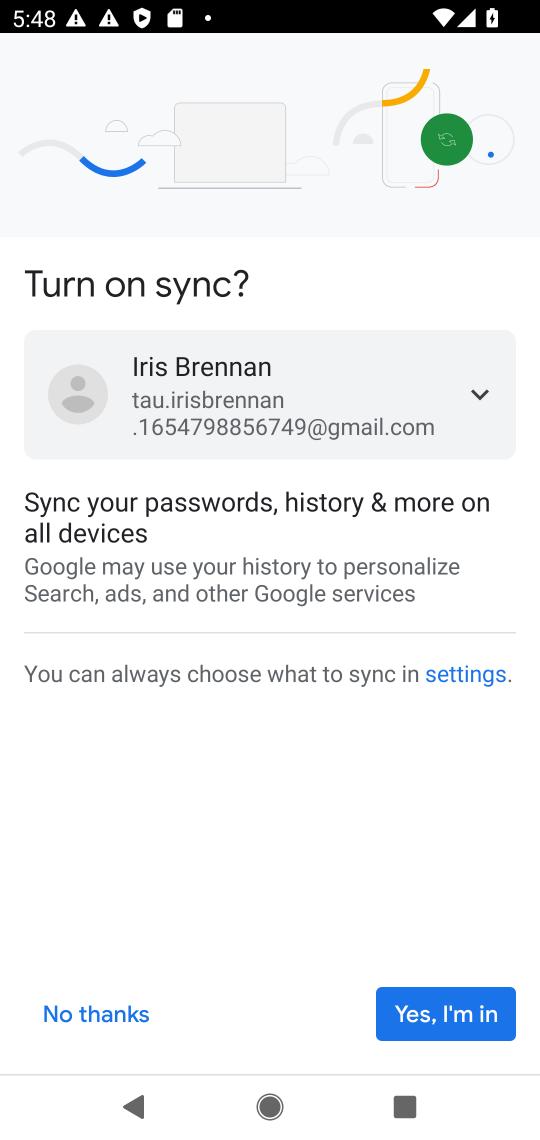 5:48
Turn on sync?
Iris Brennan
tau.irisbrennan
.1654798856749@gmail.com
Sync your passwords, history & more on
all devices
Google may use your history to personalize
Search, ads, and other Google services
You can always choose what to sync in settings.
No thanks
Yes, I'm in